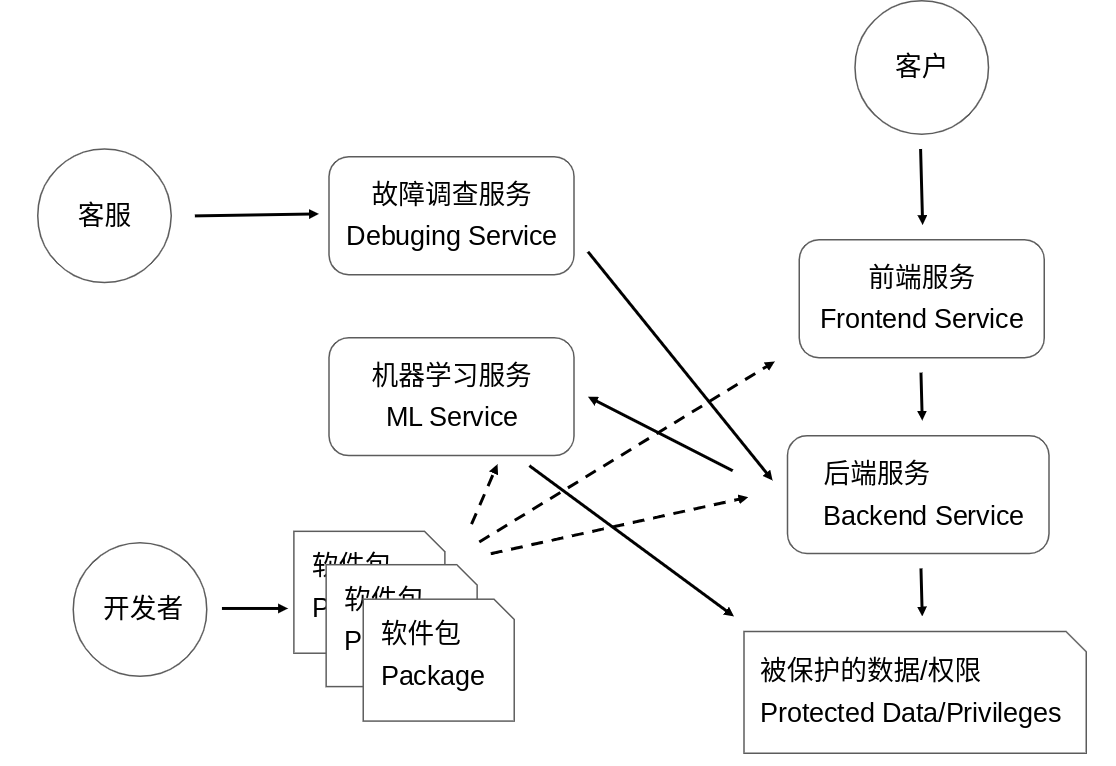 客户
客服
故障调查服务
Debuging Service
前端服务
Frontend Service
机器学习服务
ML Service
后端服务
Backend Service
开发者
软件包
P
软件包
P
软件包
Package
被保护的数据/权限
Protected Data/Privileges